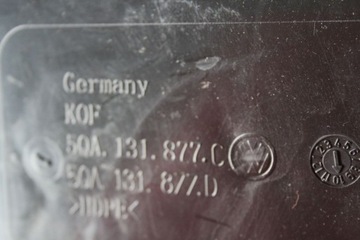 Germany
KOF
5QA.131.877.C
5QA 131.877.D
>HDPE<